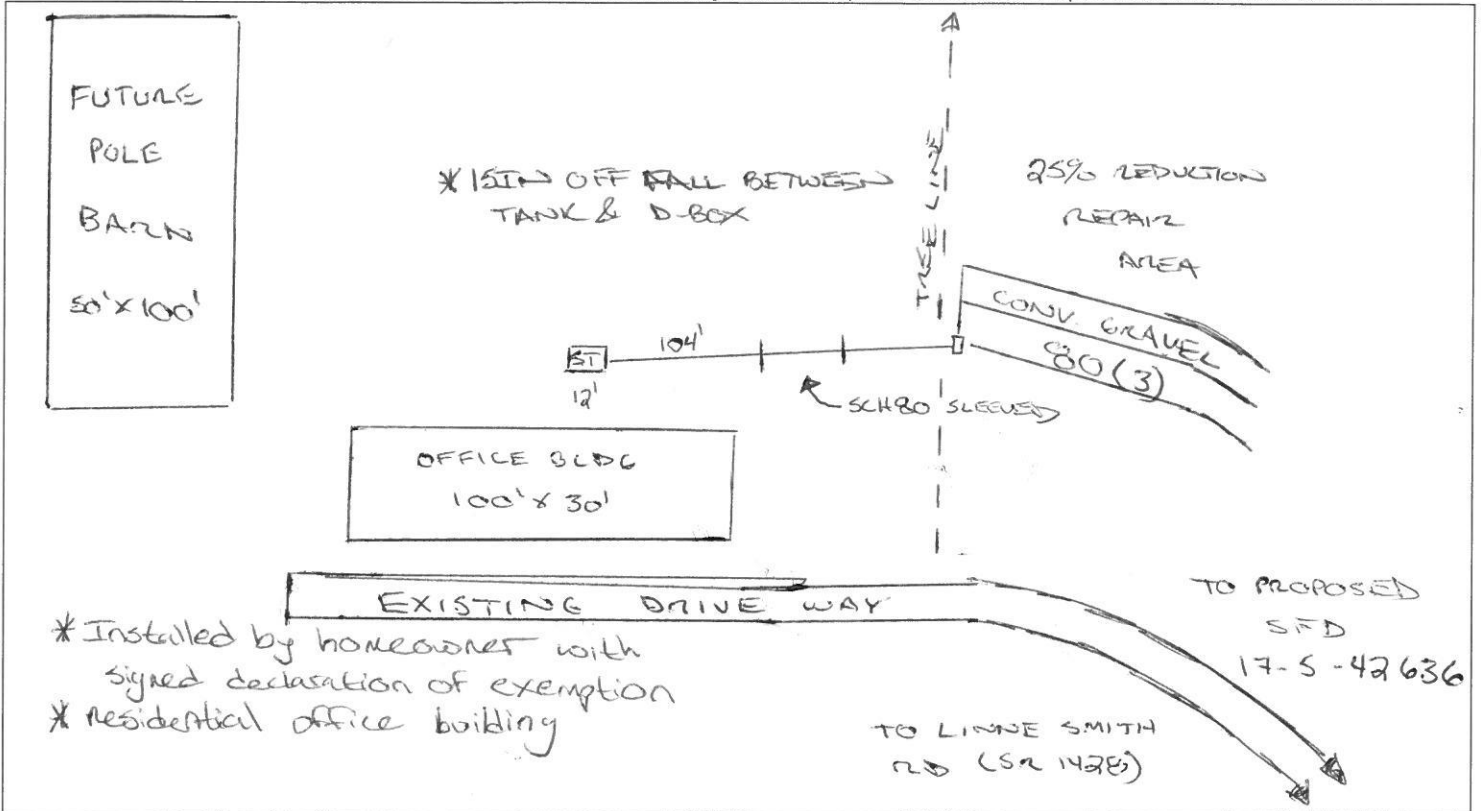 FUTURE
POLE
BARN
50' X 100'
* 15IN OFF FALL BETWEEN
TANK & D-BOX
TREE LINE
25% REDUCTION
REPAIR
AREA
CONV. GRAVEL
80(3)
ST
104'
12'
SCH80 SLEEVED
OFFICE BLDG
100' X 30'
EXISTING DRIVE WAY
TO PROPOSED
SFD
17-5-42636
* Installed by homeowner with
signed declaration of exemption
* residential office building
TO LINNE SMITH
RD (SR 1428)